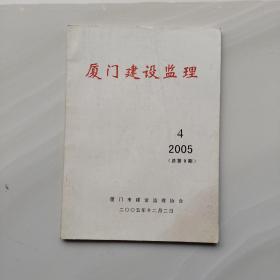 厦门建设监理
4
2005
(总第9期)
厦门市建设监理协会
二〇〇五年十二月二日